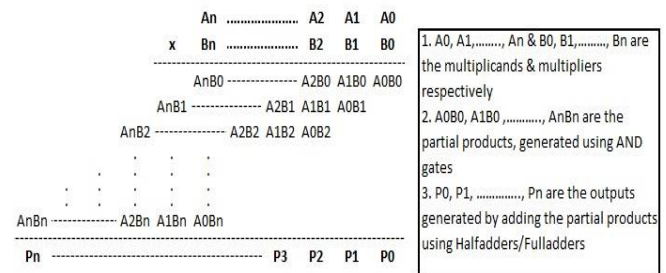 An ..................... A2 A1 A0
x Bn ..................... B2 B1 B0
AnB0 -------------- A2B0 A1B0 A0B0
AnB1 -------------- A2B1 A1B1 A0B1
AnB2 -------------- A2B2 A1B2 A0B2
AnBn -------------- A2Bn A1Bn A0Bn
Pn ------------------------------------------ P3 P2 P1 P0
1. A0, A1,........, An & B0, B1,........., Bn are
the multiplicands & multipliers
respectively
2. A0B0, A1B0 ,..........., AnBn are the
partial products, generated using AND
gates
3. P0, P1, .............., Pn are the outputs
generated by adding the partial products
using Halfadders/Fulladders